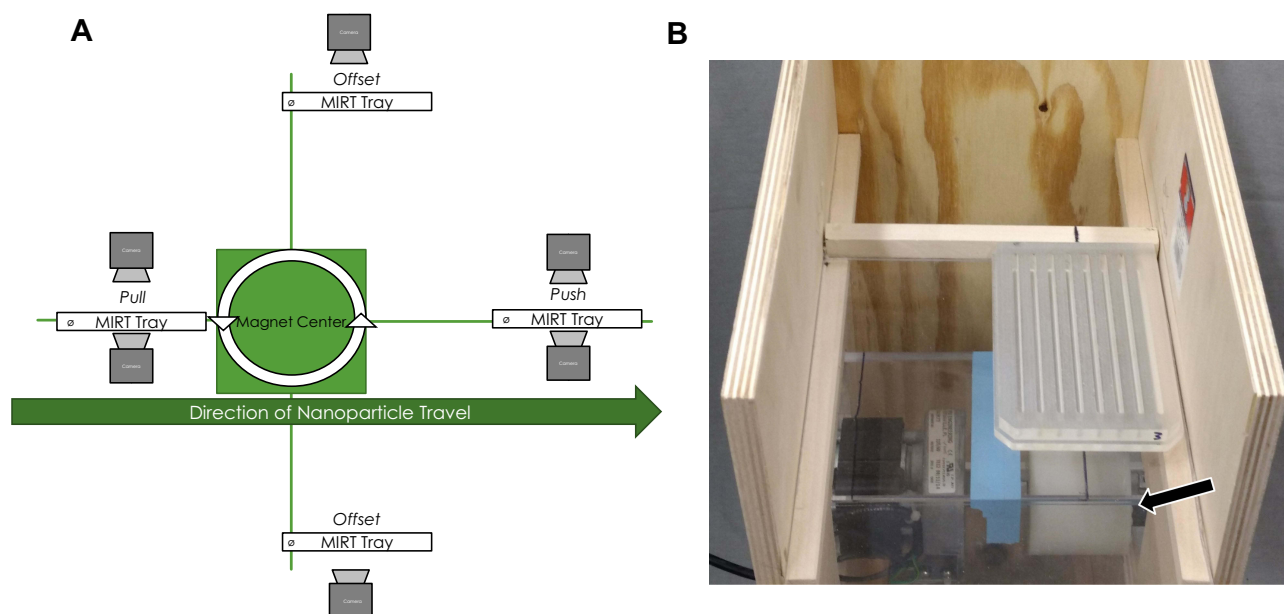 A
B
Camera
Offset
ø MIRT Tray
Camera
Camera
Pull
Push
ø MIRT Tray
Magnet Center
ø MIRT Tray
Camera
Camera
Direction of Nanoparticle Travel
Offset
ø MIRT Tray
Camera
3